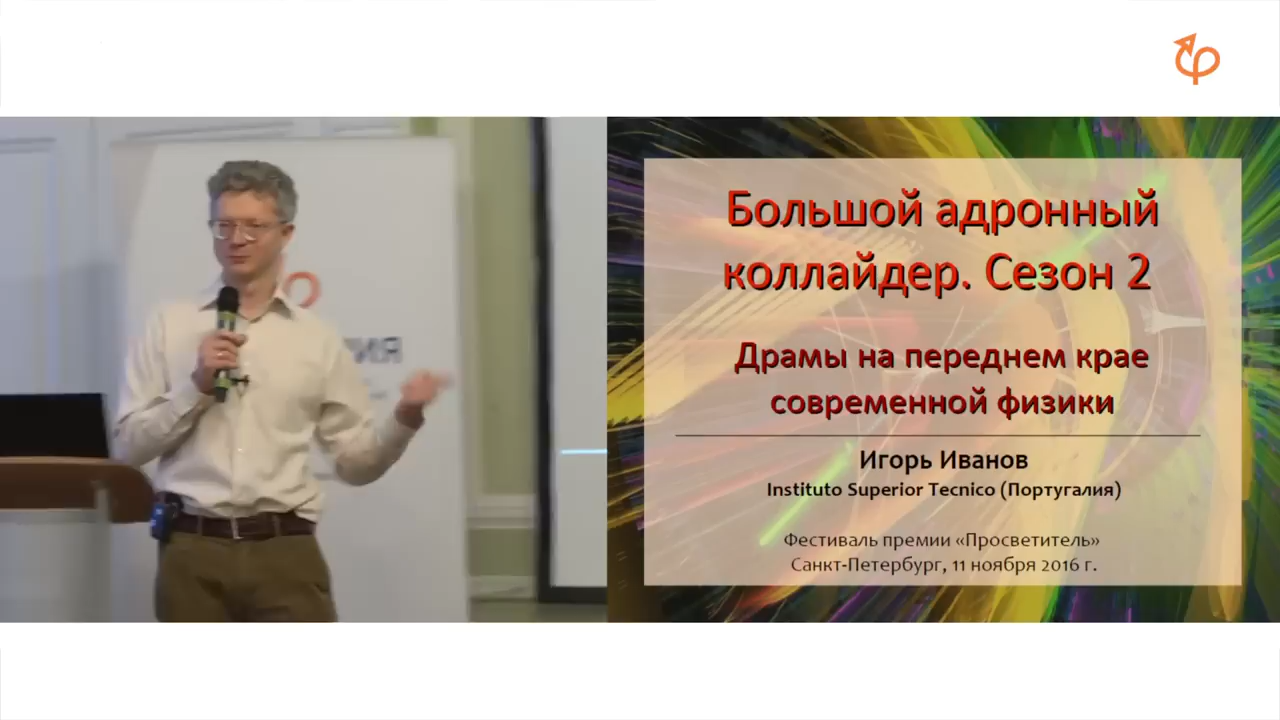 Большой адронный
коллайдер. Сезон 2
Драмы на переднем крае
современной физики
Игорь Иванов
Instituto Superior Tecnico (Португалия)
Фестиваль премии «Просветитель»
Санкт-Петербург, 11 ноября 2016 г.